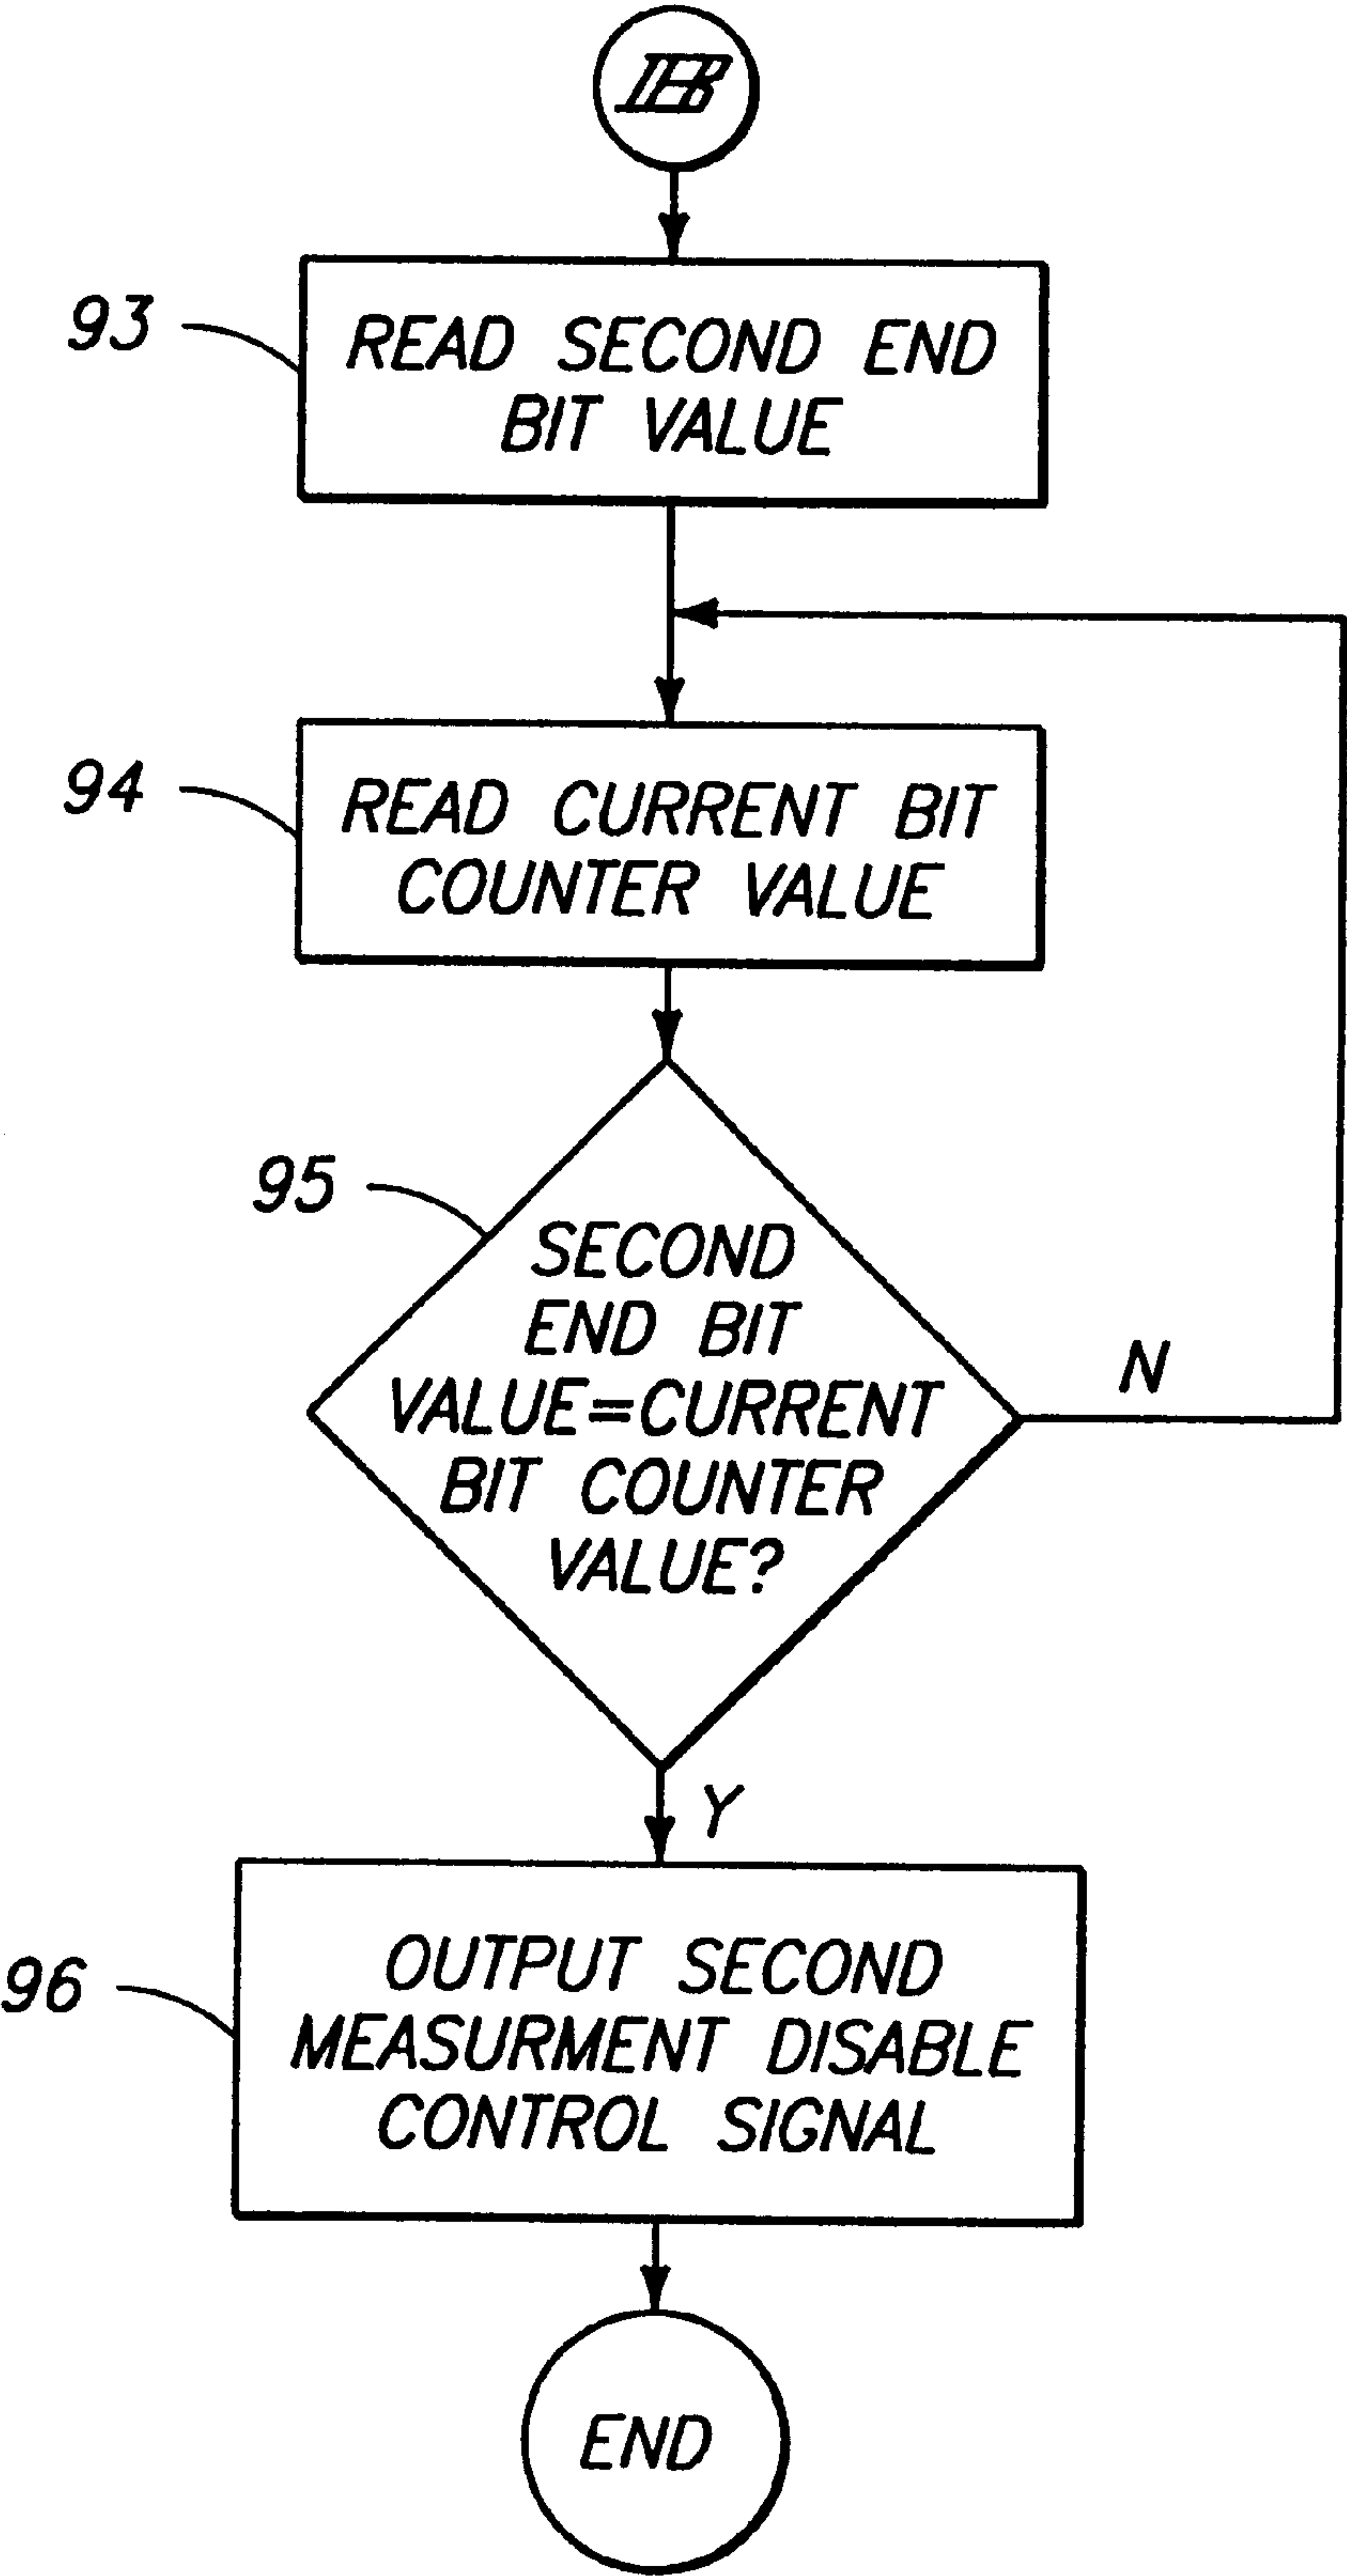 93
READ SECOND END
BIT VALUE
94
READ CURRENT BIT
COUNTER VALUE
95
SECOND
END BIT
VALUE=CURRENT
BIT COUNTER
VALUE?
N
Y
96
OUTPUT SECOND
MEASURMENT DISABLE
CONTROL SIGNAL
END